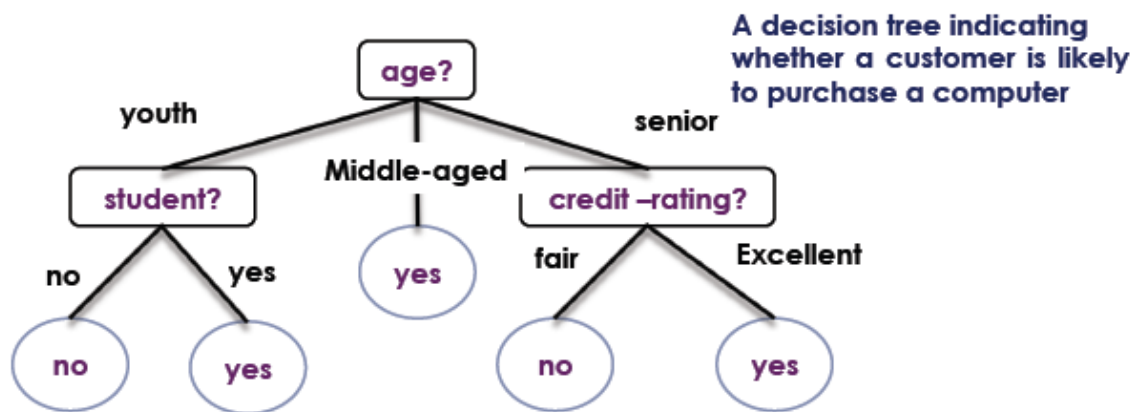 A decision tree indicating
whether a customer is likely
to purchase a computer
age?
youth
senior
Middle-aged
student?
credit –rating?
no
yes
yes
fair
Excellent
no
yes
no
yes